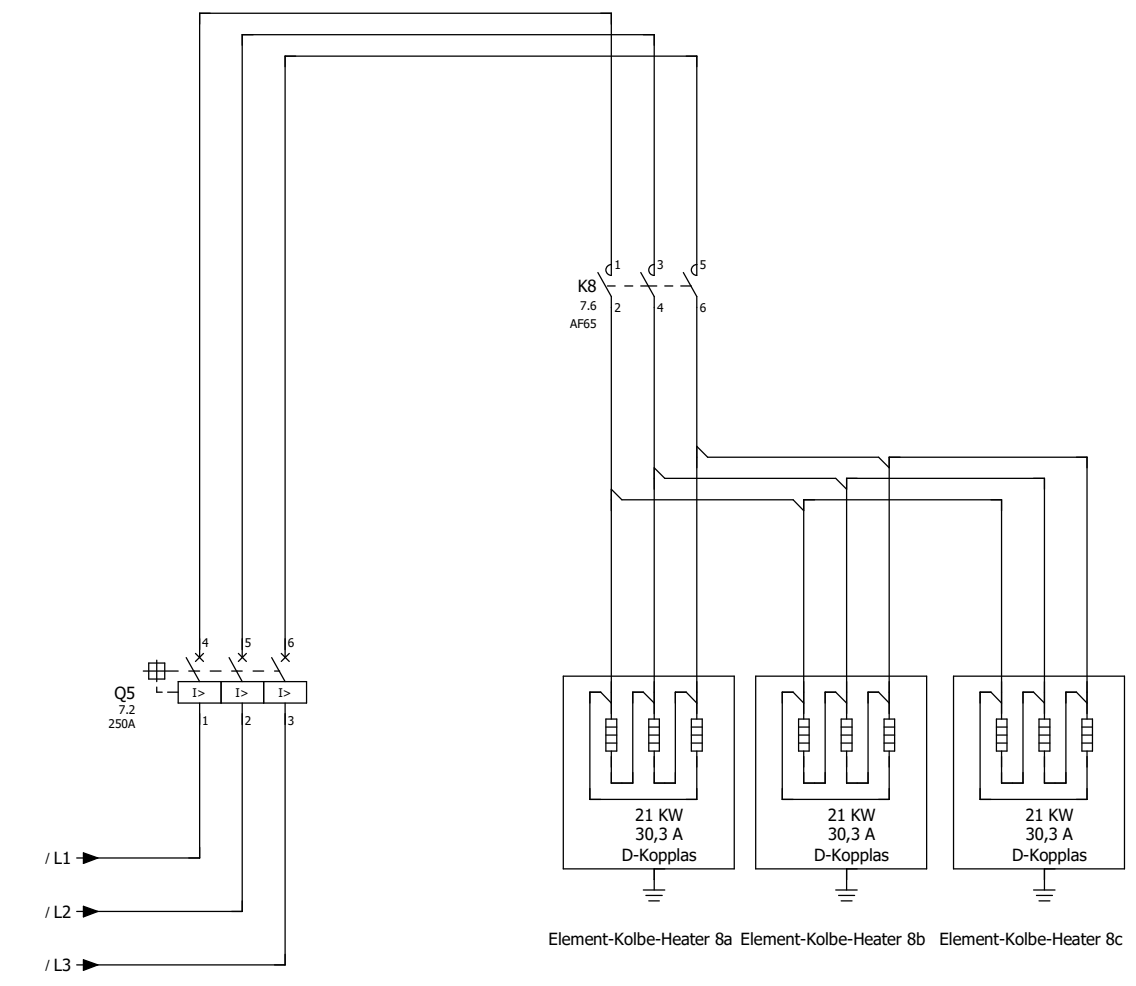 1
3
5
K8
7.6
AF65
2
4
6
4
5
6
Q5
7.2
250A
I>
I>
I>
1
2
3
21 KW
30,3 A
D-Kopplas
21 KW
30,3 A
D-Kopplas
21 KW
30,3 A
D-Kopplas
/ L1
/ L2
/ L3
Element-Kolbe-Heater 8a
Element-Kolbe-Heater 8b
Element-Kolbe-Heater 8c